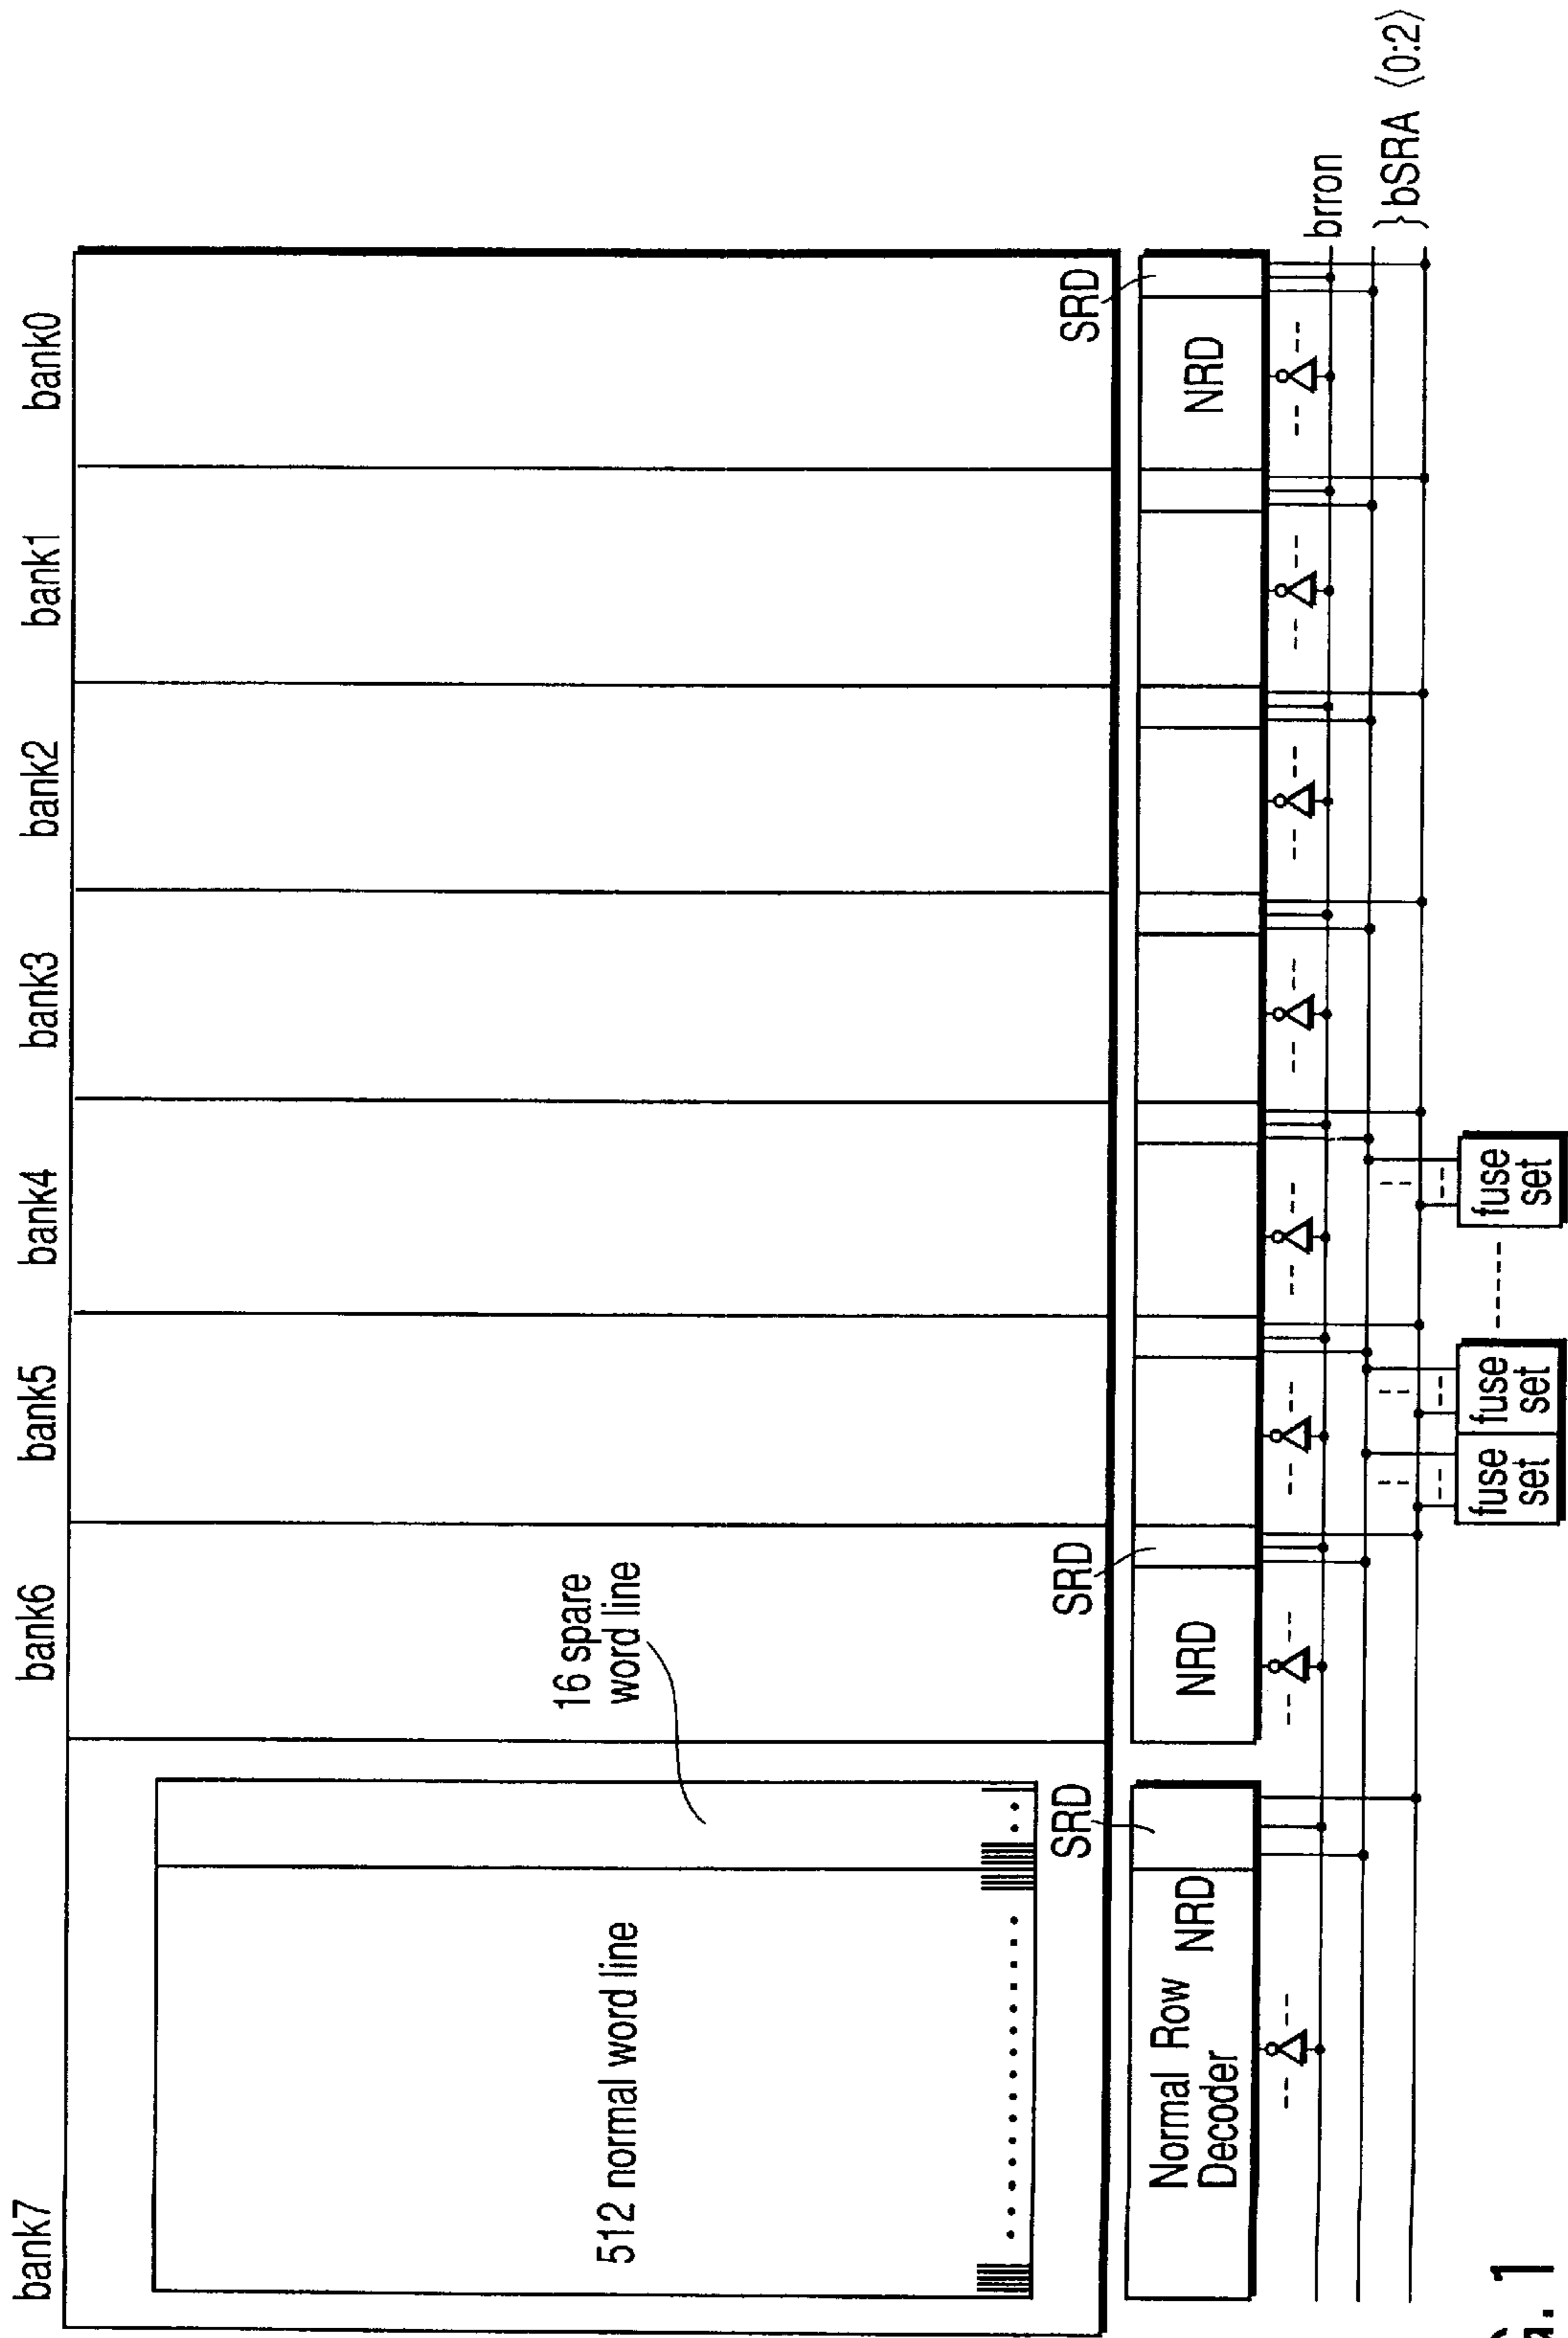 bank7
bank6
bank5
bank4
bank3
bank2
bank1
bank0
512 normal word line
16 spare
word line
SRD
SRD
SRD
Normal Row
Decoder
NRD
NRD
NRD
brron
bSRA ⟨0:2⟩
fuse
set
fuse
set
fuse
set
. 1